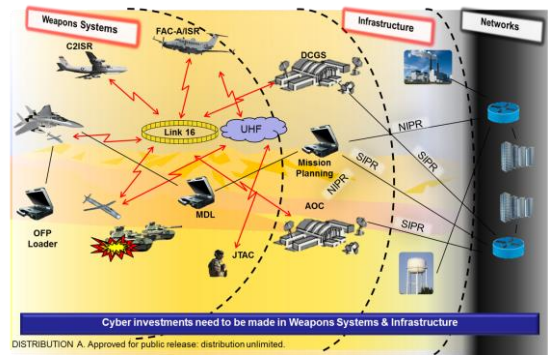 Weapons Systems
Infrastructure
Networks
FAC-A/ISR
C2ISR
DCGS
Link 16
UHF
NIPR
Mission
Planning
SIPR
SIPR
NIPR
MDL
OFP
Loader
AOC
SIPR
JTAC
Cyber investments need to be made in Weapons Systems & Infrastructure
DISTRIBUTION A. Approved for public release: distribution unlimited.